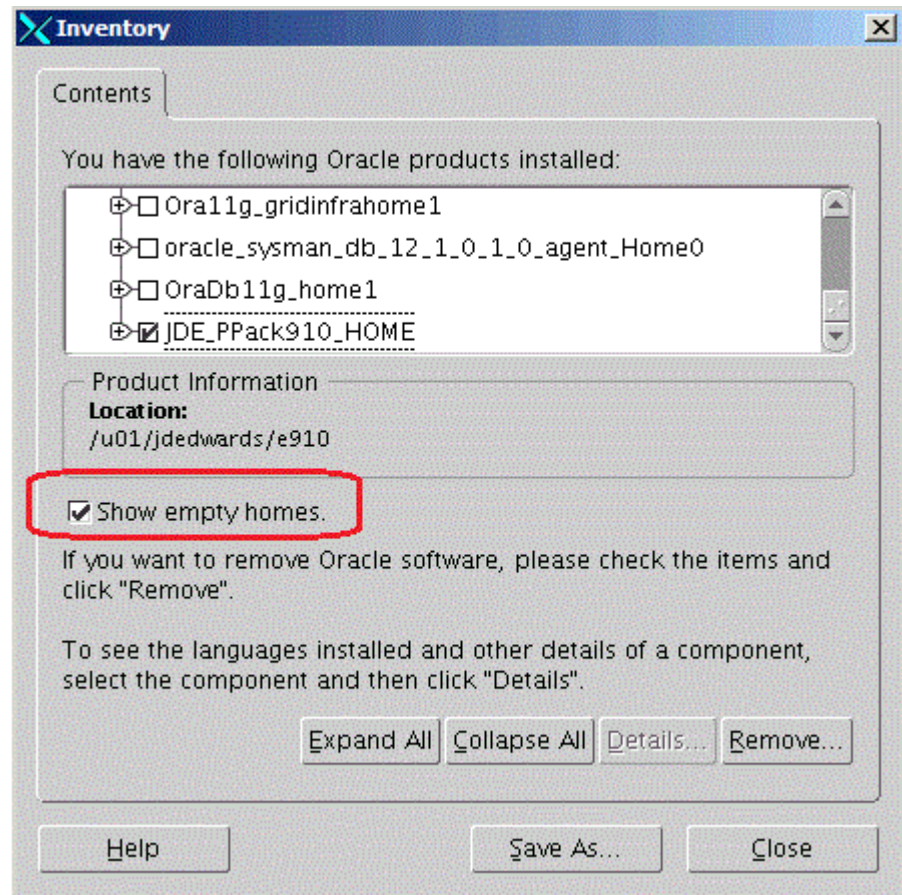 Inventory
Contents
You have the following Oracle products installed:
Ora11g_gridinfrahome1
oracle_sysman_db_12_1_0_1_0_agent_Home0
OraDb11g_home1
JDE_PPack910_HOME
Product Information
Location:
/u01/jdedwards/e910
Show empty homes.
If you want to remove Oracle software, please check the items and
click "Remove".
To see the languages installed and other details of a component,
select the component and then click "Details".
Expand All Collapse All Details... Remove...
Help Save As... Close